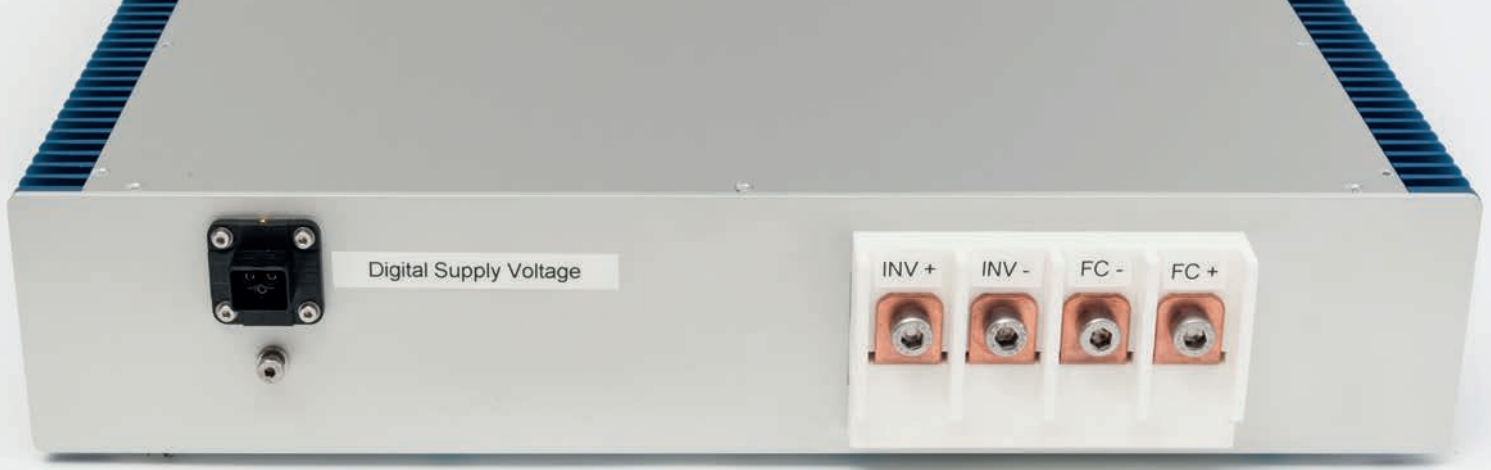 Digital Supply Voltage
INV + INV - FC - FC +